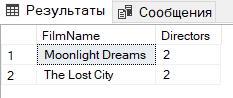 Результаты Сообщения
FilmName Directors
1 Moonlight Dreams 2
2 The Lost City 2